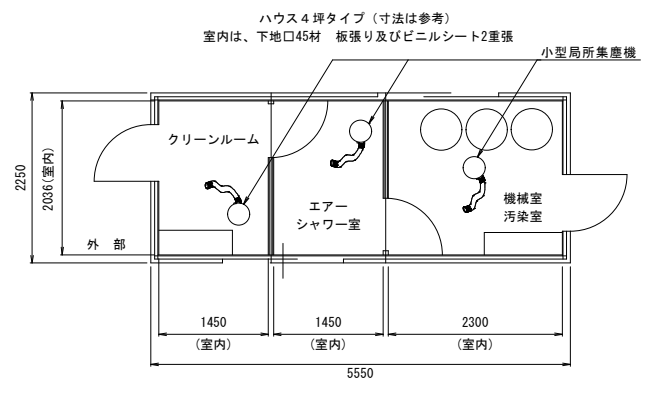 ハウス４坪タイプ（寸法は参考）
室内は、下地口45材　板張り及びビニルシート2重張
小型局所集塵機
クリーンルーム
エアー
シャワー室
機械室
汚染室
外　部
2250
2036(室内)
1450
(室内)
1450
(室内)
2300
(室内)
5550